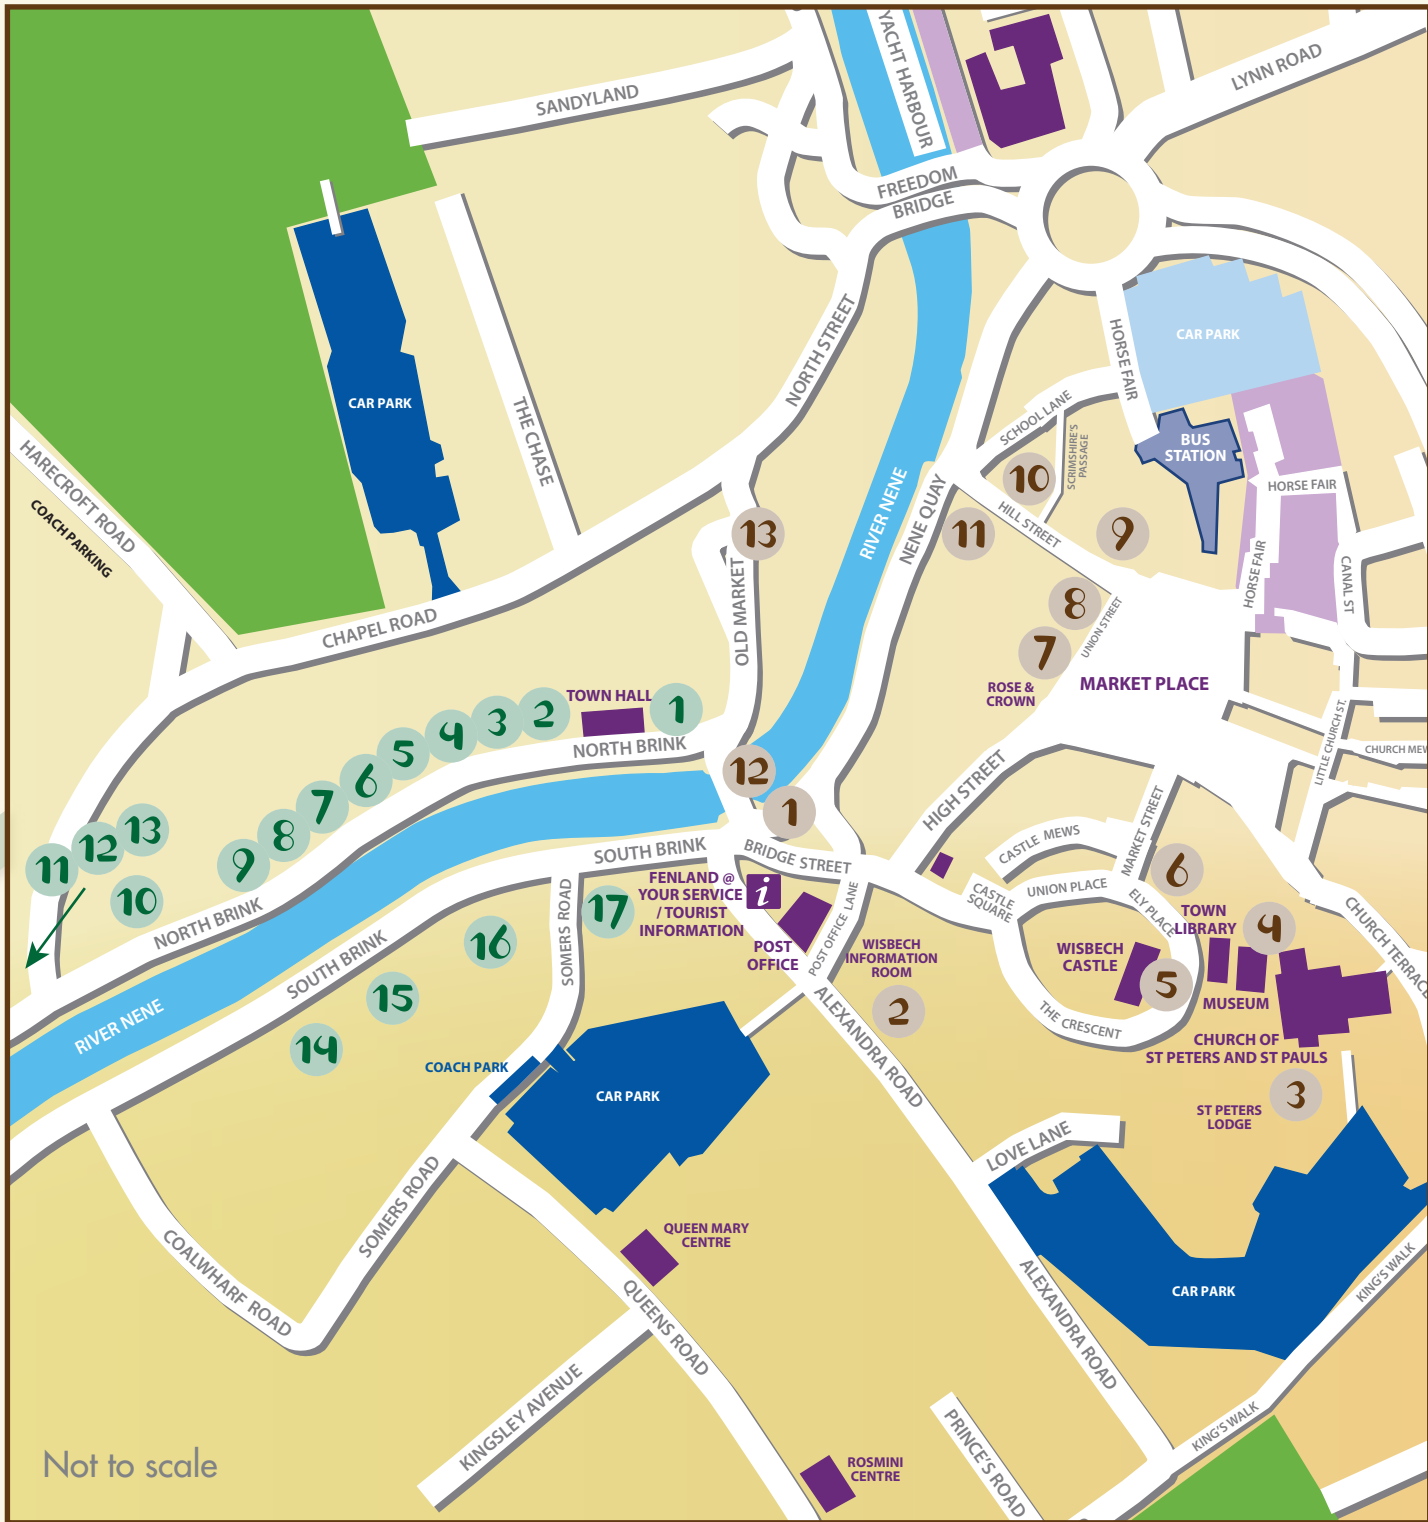 YACHT HARBOUR
LYNN ROAD
SANDYLAND
FREEDOM
BRIDGE
NORTH STREET
HORSE FAIR
CAR PARK
CAR PARK
THE CHASE
SCHOOL LANE
SCRIMSHIRE'S
PASSAGE
BUS
STATION
HARECROFT ROAD
COACH PARKING
RIVER NENE
NENE QUAY
10
HILL STREET
HORSE FAIR
13
11
9
HORSE FAIR
CANAL ST
CHAPEL ROAD
OLD MARKET
8
UNION STREET
7
ROSE &
CROWN
MARKET PLACE
TOWN HALL
1
2
3
4
5
6
7
8
9
NORTH BRINK
LITTLE CHURCH ST.
CHURCH MEW
12
1
HIGH STREET
13
12
11
10
CASTLE MEWS
MARKET STREET
SOUTH BRINK
BRIDGE STREET
6
FENLAND @
YOUR SERVICE
/ TOURIST
INFORMATION
i
POST
OFFICE
POST OFFICE LANE
CASTLE
SQUARE
UNION PLACE
ELY PLACE
TOWN
LIBRARY
4
CHURCH TERRACE
NORTH BRINK
SOUTH BRINK
SOMERS ROAD
17
16
15
14
WISBECH
INFORMATION
ROOM
2
WISBECH
CASTLE
5
MUSEUM
THE CRESCENT
CHURCH OF
ST PETERS AND ST PAULS
3
ST PETERS
LODGE
RIVER NENE
COACH PARK
CAR PARK
ALEXANDRA ROAD
LOVE LANE
SOMERS ROAD
COALWHARF ROAD
QUEEN MARY
CENTRE
QUEENS ROAD
ALEXANDRA ROAD
CAR PARK
KING'S WALK
KINGSLEY AVENUE
KING'S WALK
PRINCE'S ROAD
ROSMINI
CENTRE
Not to scale